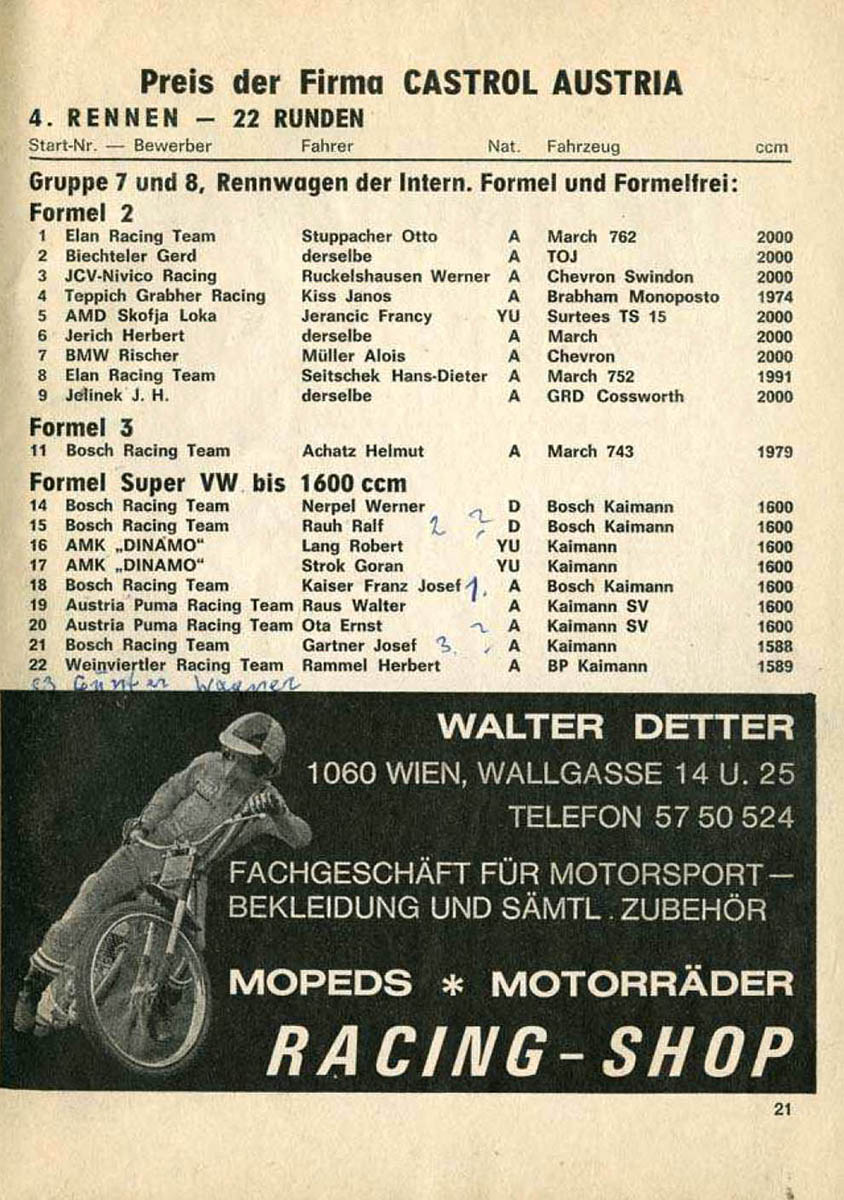 Preis der Firma CASTROL AUSTRIA
4. RENNEN — 22 RUNDEN
Start-Nr. — Bewerber Fahrer Nat. Fahrzeug ccm
Gruppe 7 und 8, Rennwagen der Intern. Formel und Formelfrei:
Formel 2
1 Elan Racing Team Stuppacher Otto A March 762 2000
2 Biechteler Gerd derselbe A TOJ 2000
3 JCV-Nivico Racing Ruckelshausen Werner A Chevron Swindon 2000
4 Teppich Grabher Racing Kiss Janos A Brabham Monoposto 1974
5 AMD Skofja Loka Jerancic Francy YU Surtees TS 15 2000
6 Jerich Herbert derselbe A March 2000
7 BMW Rischer Müller Alois A Chevron 2000
8 Elan Racing Team Seitschek Hans-Dieter A March 752 1991
9 Jelinek J. H. derselbe A GRD Cossworth 2000
Formel 3
11 Bosch Racing Team Achatz Helmut A March 743 1979
Formel Super VW bis 1600 ccm
14 Bosch Racing Team Nerpel Werner D Bosch Kaimann 1600
15 Bosch Racing Team Rauh Ralf 2 ? D Bosch Kaimann 1600
16 AMK „DINAMO“ Lang Robert YU Kaimann 1600
17 AMK „DINAMO“ Strok Goran YU Kaimann 1600
18 Bosch Racing Team Kaiser Franz Josef 1. A Bosch Kaimann 1600
19 Austria Puma Racing Team Raus Walter A Kaimann SV 1600
20 Austria Puma Racing Team Ota Ernst A Kaimann SV 1600
21 Bosch Racing Team Gartner Josef 3. ? A Kaimann 1588
22 Weinviertler Racing Team Rammel Herbert A BP Kaimann 1589
Günter Wagner
WALTER DETTER
1060 WIEN, WALLGASSE 14 U. 25
TELEFON 57 50 524
FACHGESCHÄFT FÜR MOTORSPORT—
BEKLEIDUNG UND SÄMTL. ZUBEHÖR
MOPEDS * MOTORRÄDER
RACING-SHOP
21